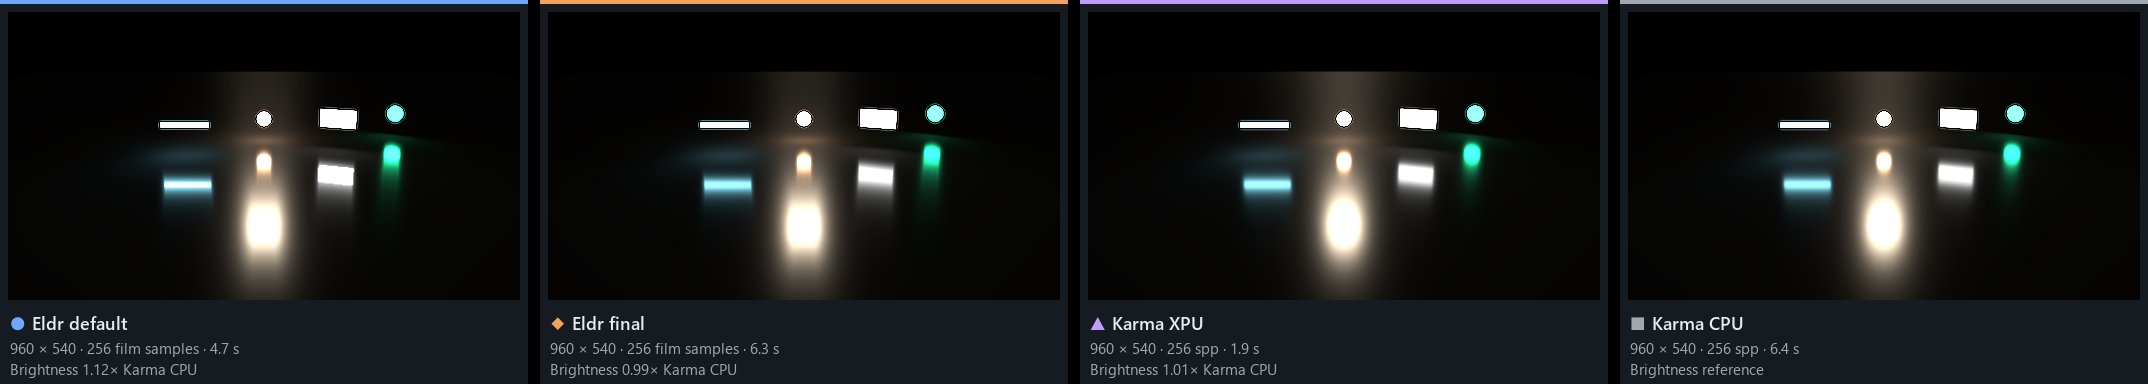 Eldr default
960 × 540 · 256 film samples · 4.7 s
Brightness 1.12× Karma CPU
Eldr final
960 × 540 · 256 film samples · 6.3 s
Brightness 0.99× Karma CPU
Karma XPU
960 × 540 · 256 spp · 1.9 s
Brightness 1.01× Karma CPU
Karma CPU
960 × 540 · 256 spp · 6.4 s
Brightness reference